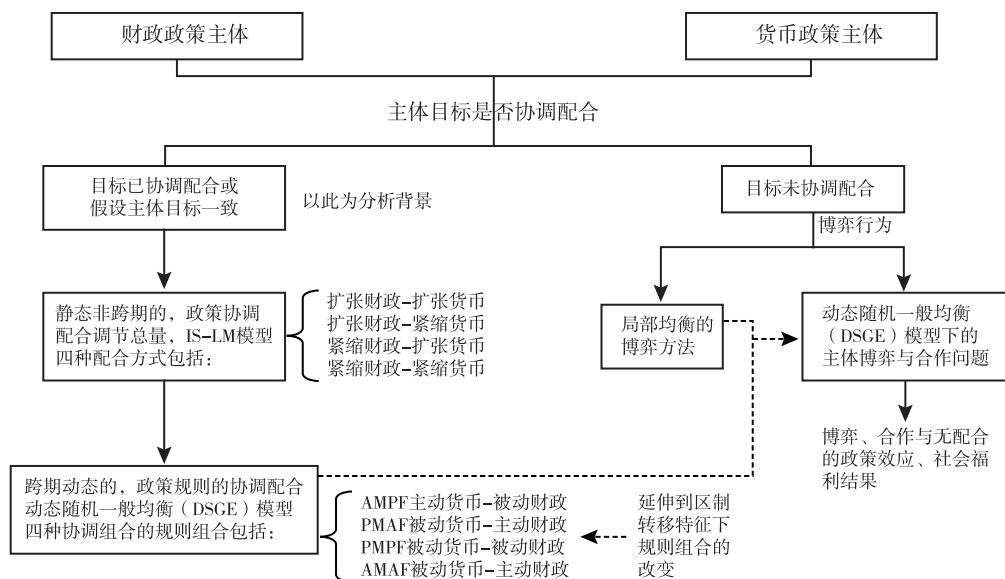 财政政策主体
货币政策主体
主体目标是否协调配合
目标已协调配合或
假设主体目标一致
以此为分析背景
目标未协调配合
博弈行为
静态非跨期的，政策协调
配合调节总量，IS-LM模型
四种配合方式包括：
扩张财政-扩张货币
扩张财政-紧缩货币
紧缩财政-扩张货币
紧缩财政-紧缩货币
局部均衡的
博弈方法
动态随机一般均衡
（DSGE）模型下的
主体博弈与合作问题
博弈、合作与无配合
的政策效应、社会福
利结果
跨期动态的，政策规则的协调配合
动态随机一般均衡（DSGE）模型
四种协调组合的规则组合包括：
AMPF主动货币-被动财政
PMAF被动货币-主动财政
PMPF被动货币-被动财政
AMAF被动货币-主动财政
延伸到区制
转移特征下
规则组合的
改变